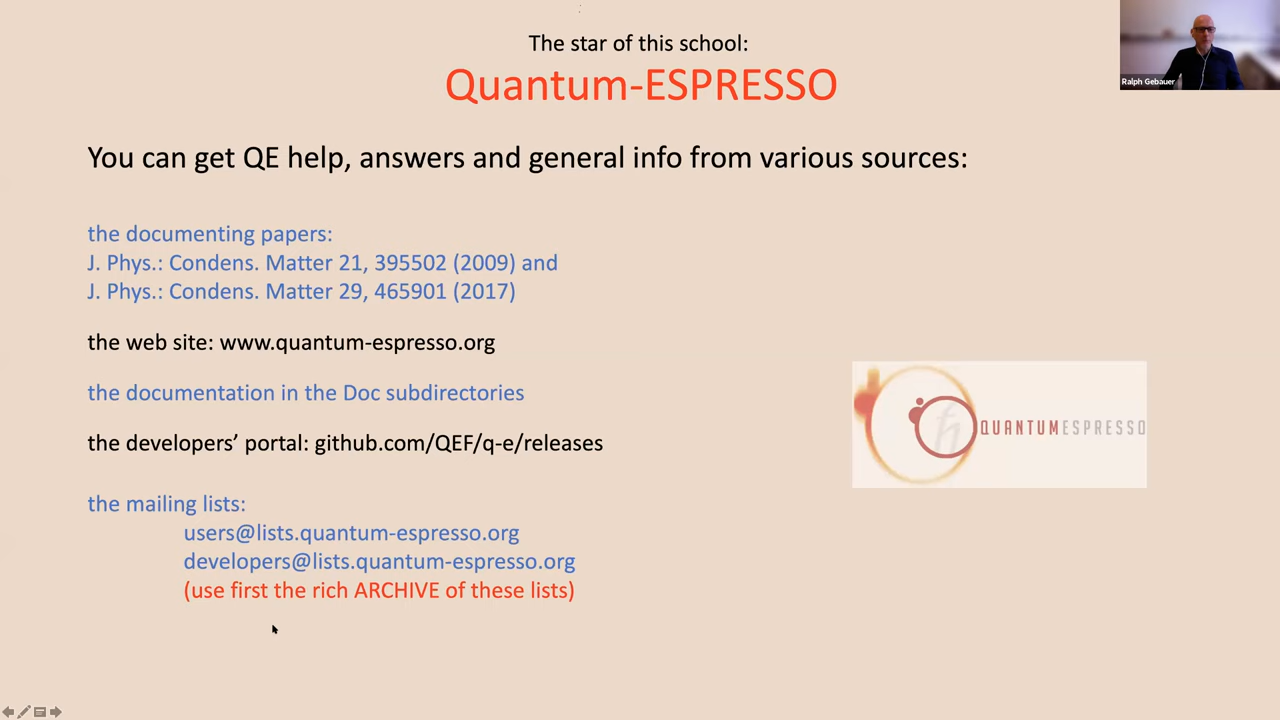 The star of this school:
Quantum-ESPRESSO
Ralph Gebauer
You can get QE help, answers and general info from various sources:
the documenting papers:
J. Phys.: Condens. Matter 21, 395502 (2009) and
J. Phys.: Condens. Matter 29, 465901 (2017)
the web site: www.quantum-espresso.org
the documentation in the Doc subdirectories
the developers’ portal: github.com/QEF/q-e/releases
the mailing lists:
users@lists.quantum-espresso.org
developers@lists.quantum-espresso.org
(use first the rich ARCHIVE of these lists)
ħ
QUANTUMESPRESSO